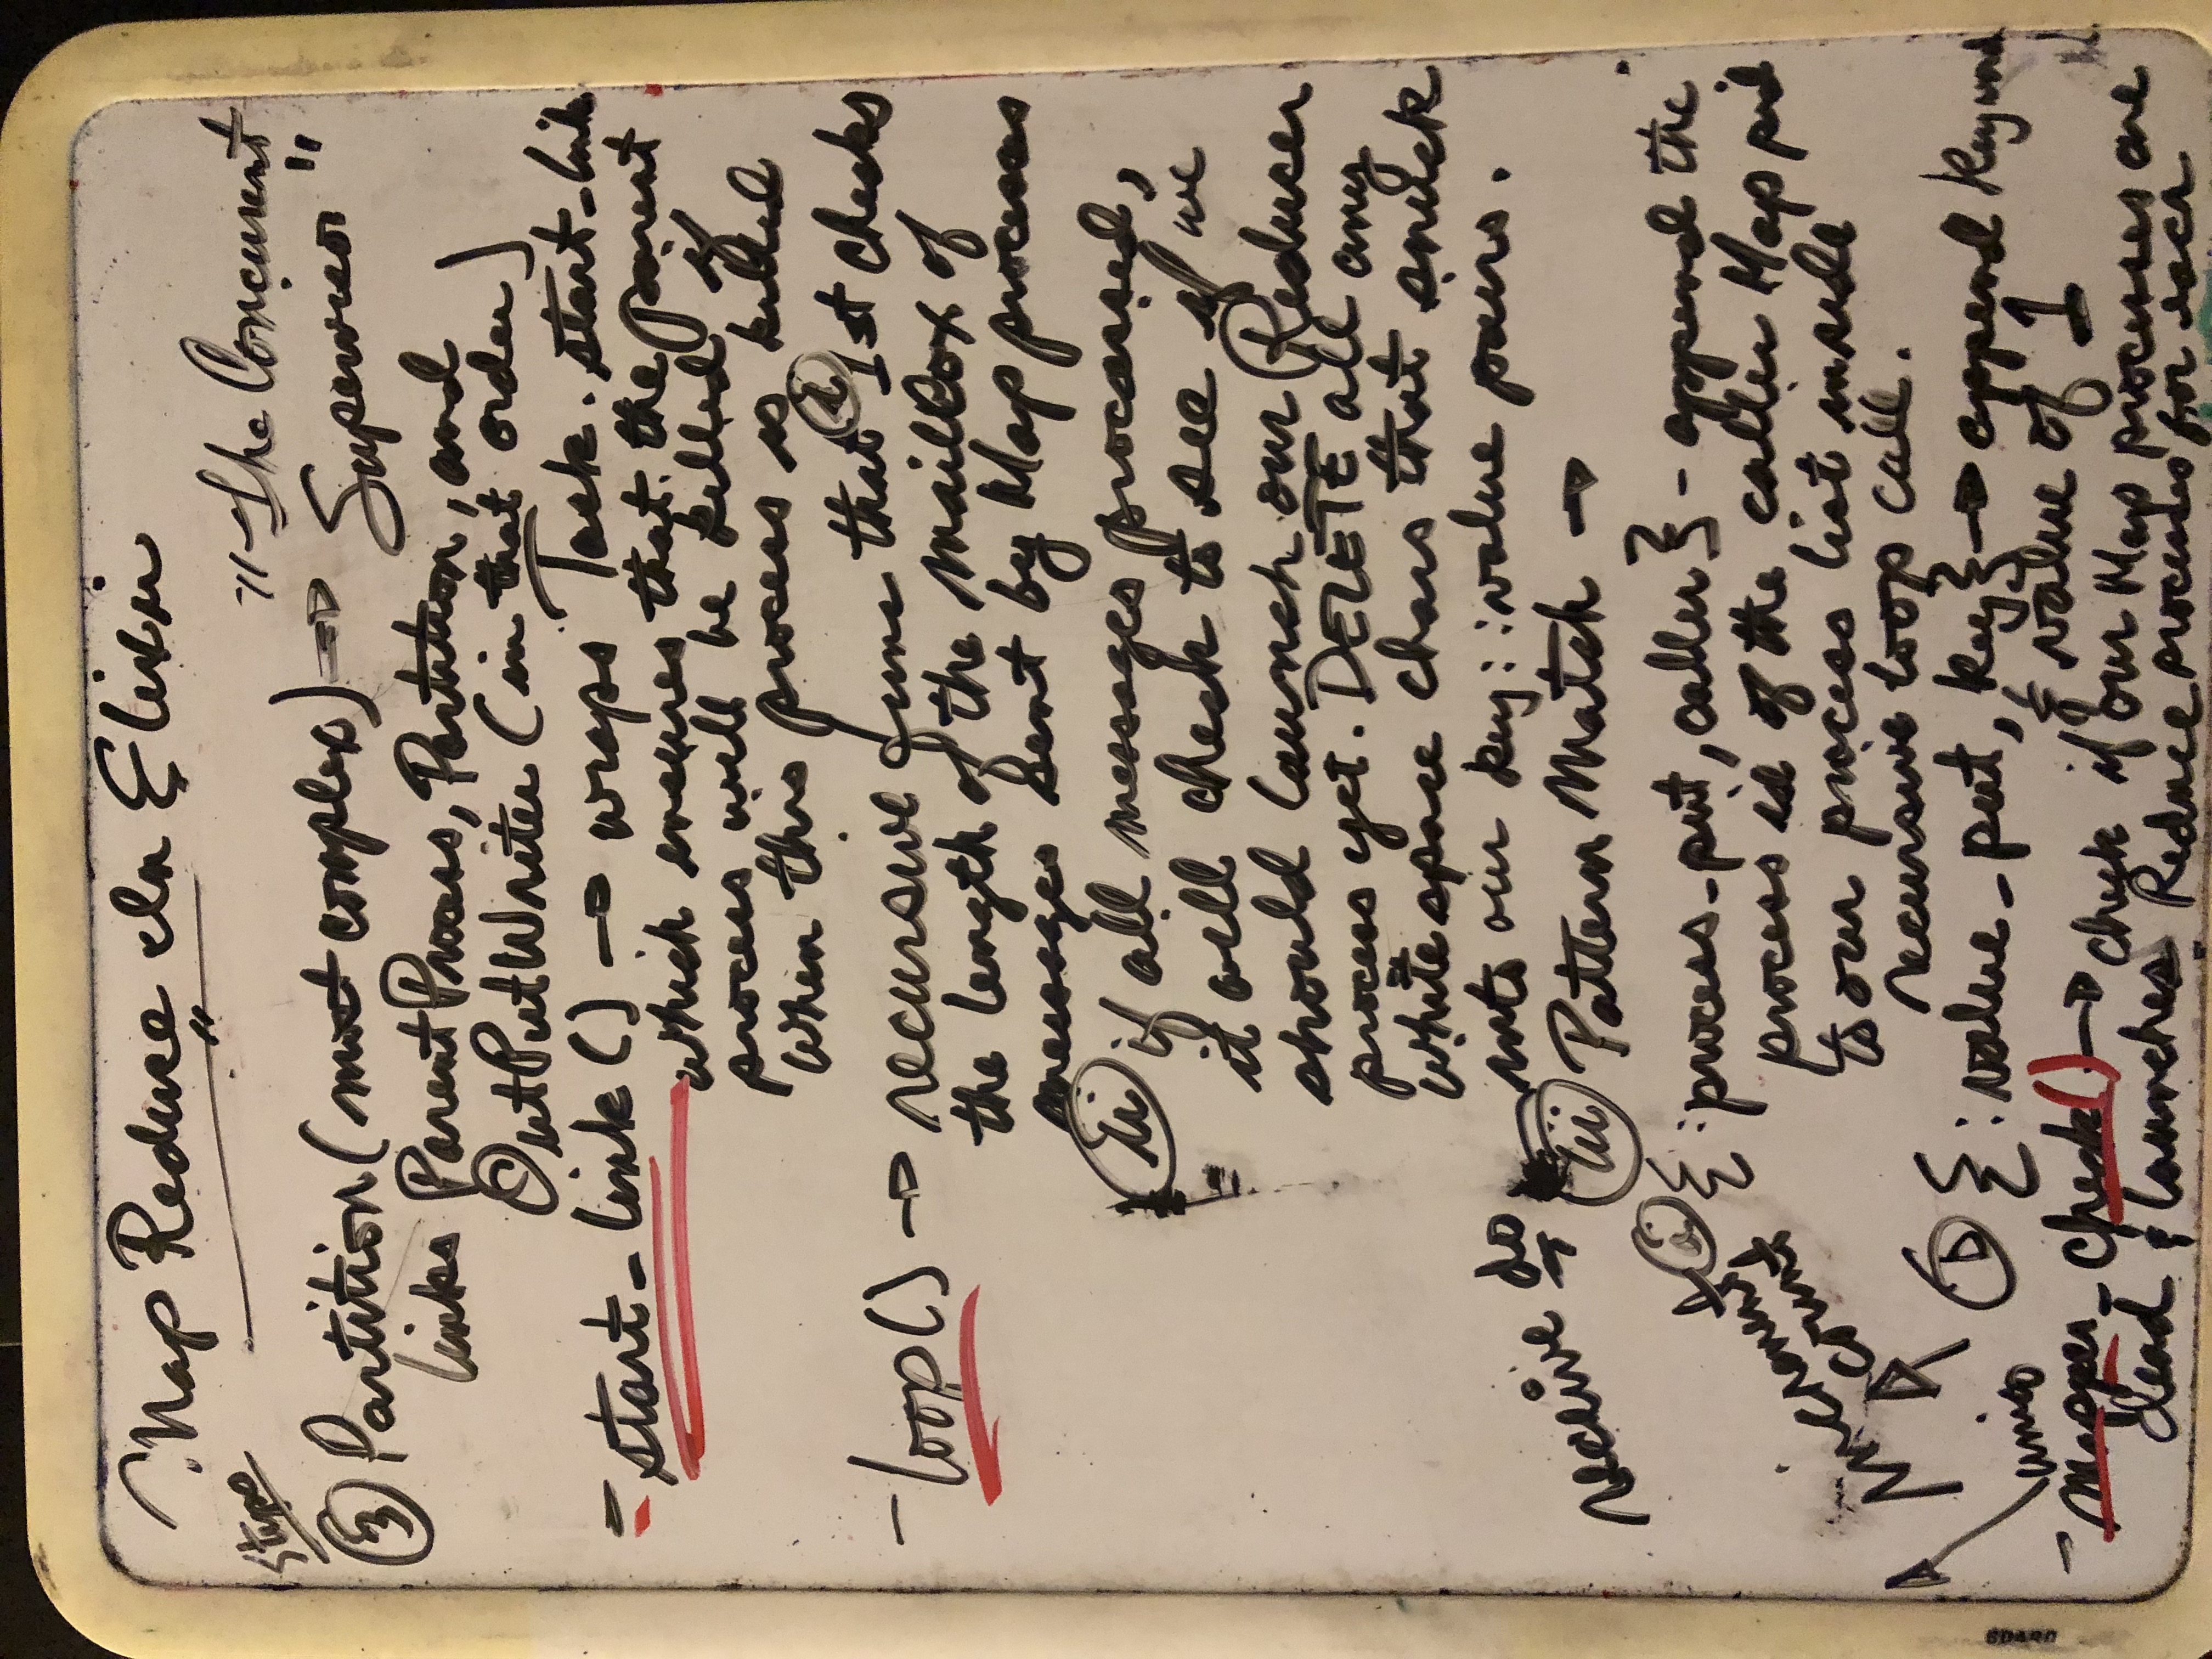 Map Reduce in Elixir
"
Steps
"The Concurrent
Supervisor"
③ Partition (most complex) ⇒
links ParentProcess, Partition, and
OutPutWriter (in that order)
- start_link() → wraps Task.start_link
which ensures that the parent
process will be killed if
when this process is killed
- loop() → recursive func that (i) 1st checks
the length of the mailbox of
messages sent by Map processes
(ii) if all messages processed,
it will check to see if we
should launch our Reducer
process yet. DELETE all any
white space chars that snuck
into our key::value pairs.
receive do
(iii) Pattern Match →
{:process_put, caller} - append the
process id of the caller Map pid
to our process list inside
recursive loop call.
increment
count
(b) {:value_put, key} → append Keyword
& value of 1
uniq
- mapper_check() → check if our Map processes are
dead & launches Reduce processes for each